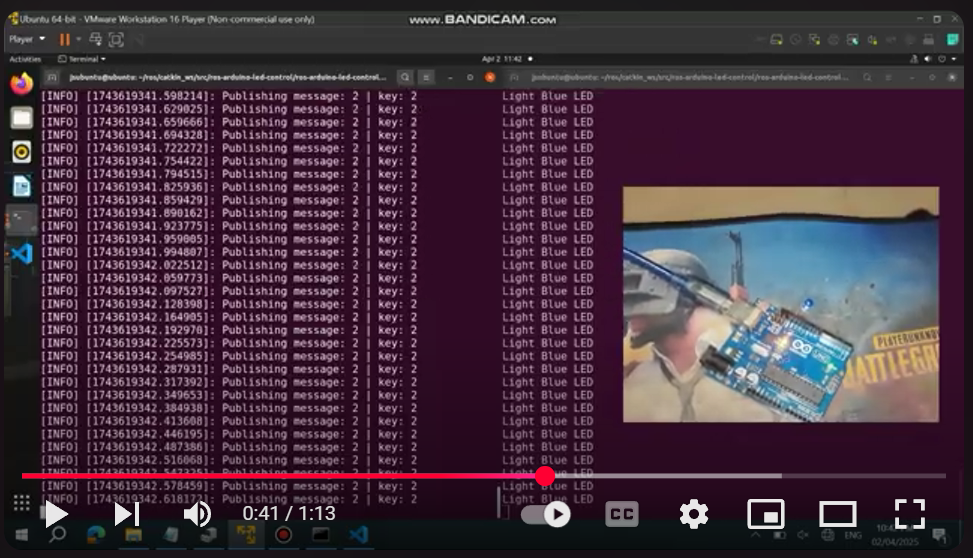 www.BANDICAM.com
Ubuntu 64-bit - VMware Workstation 16 Player (Non-commercial use only)
Player
Activities
Terminal
Apr 2 11:42
jsubuntu@ubuntu: ~/ros/catkin_ws/src/ros-arduino-led-control/ros-arduino-led-control...
jsubuntu@ubuntu: ~/ros/catkin_ws/src/ros-arduino-led-control/ros-arduino-led-control...
[INFO] [1743619341.598214]: Publishing message: 2 | key: 2 Light Blue LED
[INFO] [1743619341.629025]: Publishing message: 2 | key: 2 Light Blue LED
[INFO] [1743619341.659666]: Publishing message: 2 | key: 2 Light Blue LED
[INFO] [1743619341.694328]: Publishing message: 2 | key: 2 Light Blue LED
[INFO] [1743619341.722272]: Publishing message: 2 | key: 2 Light Blue LED
[INFO] [1743619341.754422]: Publishing message: 2 | key: 2 Light Blue LED
[INFO] [1743619341.794515]: Publishing message: 2 | key: 2 Light Blue LED
[INFO] [1743619341.825936]: Publishing message: 2 | key: 2 Light Blue LED
[INFO] [1743619341.859429]: Publishing message: 2 | key: 2 Light Blue LED
[INFO] [1743619341.890162]: Publishing message: 2 | key: 2 Light Blue LED
[INFO] [1743619341.923775]: Publishing message: 2 | key: 2 Light Blue LED
[INFO] [1743619341.959005]: Publishing message: 2 | key: 2 Light Blue LED
[INFO] [1743619341.994807]: Publishing message: 2 | key: 2 Light Blue LED
[INFO] [1743619342.022512]: Publishing message: 2 | key: 2 Light Blue LED
[INFO] [1743619342.059773]: Publishing message: 2 | key: 2 Light Blue LED
[INFO] [1743619342.097527]: Publishing message: 2 | key: 2 Light Blue LED
[INFO] [1743619342.128398]: Publishing message: 2 | key: 2 Light Blue LED
[INFO] [1743619342.164905]: Publishing message: 2 | key: 2 Light Blue LED
[INFO] [1743619342.192970]: Publishing message: 2 | key: 2 Light Blue LED
[INFO] [1743619342.225573]: Publishing message: 2 | key: 2 Light Blue LED
[INFO] [1743619342.254985]: Publishing message: 2 | key: 2 Light Blue LED
[INFO] [1743619342.287931]: Publishing message: 2 | key: 2 Light Blue LED
[INFO] [1743619342.317392]: Publishing message: 2 | key: 2 Light Blue LED
[INFO] [1743619342.349653]: Publishing message: 2 | key: 2 Light Blue LED
[INFO] [1743619342.384938]: Publishing message: 2 | key: 2 Light Blue LED
[INFO] [1743619342.413608]: Publishing message: 2 | key: 2 Light Blue LED
[INFO] [1743619342.446195]: Publishing message: 2 | key: 2 Light Blue LED
[INFO] [1743619342.487386]: Publishing message: 2 | key: 2 Light Blue LED
[INFO] [1743619342.516068]: Publishing message: 2 | key: 2 Light Blue LED
[INFO] [1743619342.547325]: Publishing message: 2 | key: 2 Light Blue LED
[INFO] [1743619342.578459]: Publishing message: 2 | key: 2 Light Blue LED
[INFO] [1743619342.618172]: Publishing message: 2 | key: 2 Light Blue LED
UNO
0:41 / 1:13
CC
ENG
02/04/2025